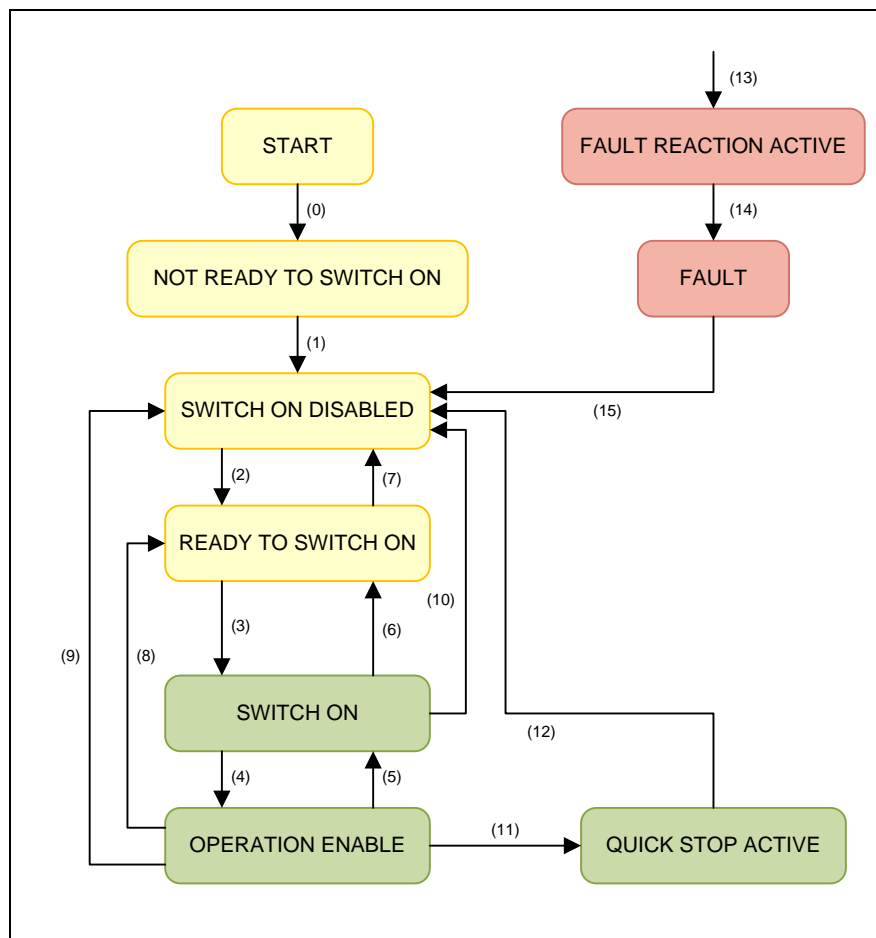 (13)
START
FAULT REACTION ACTIVE
(0)
(14)
NOT READY TO SWITCH ON
FAULT
(1)
SWITCH ON DISABLED
(15)
(2)
(7)
READY TO SWITCH ON
(10)
(3)
(6)
(9)
(8)
SWITCH ON
(12)
(4)
(5)
(11)
OPERATION ENABLE
QUICK STOP ACTIVE